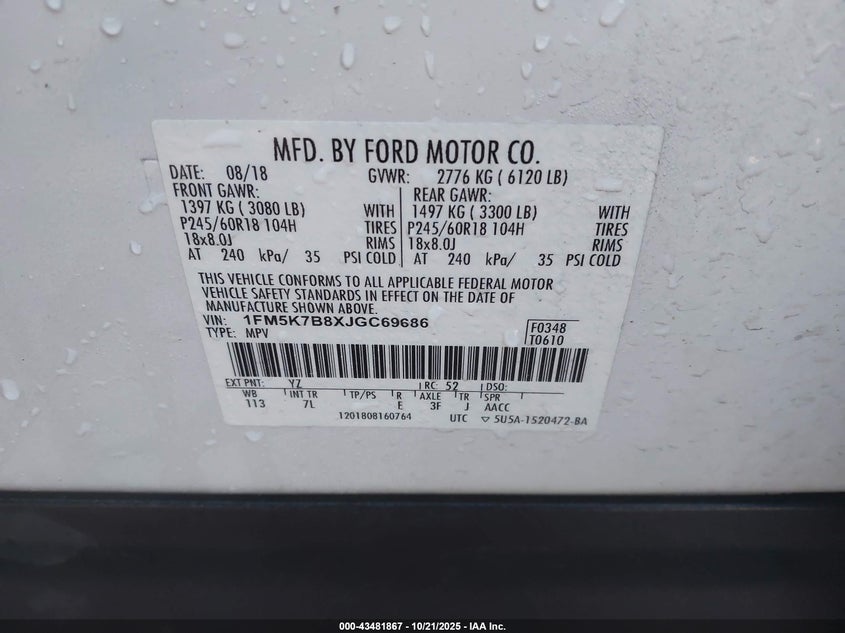 MFD. BY FORD MOTOR CO.
DATE: 08/18 GVWR: 2776 KG ( 6120 LB)
FRONT GAWR: REAR GAWR:
1397 KG ( 3080 LB) WITH 1497 KG ( 3300 LB) WITH
P245/60R18 104H TIRES P245/60R18 104H TIRES
18x8.0J RIMS 18x8.0J RIMS
AT 240 kPa/ 35 PSI COLD AT 240 kPa/ 35 PSI COLD
THIS VEHICLE CONFORMS TO ALL APPLICABLE FEDERAL MOTOR
VEHICLE SAFETY STANDARDS IN EFFECT ON THE DATE OF
MANUFACTURE SHOWN ABOVE.
VIN: 1FM5K7B8XJGC69686 F0348
TYPE: MPV T0610
EXT PNT: YZ RC: 52 DSO:
WB INT TR TP/PS R AXLE TR SPR
113 7L E 3F J AACC
1201808160764 UTC ▽ 5U5A-1520472-BA
000-43481867 - 10/21/2025 - IAA Inc.